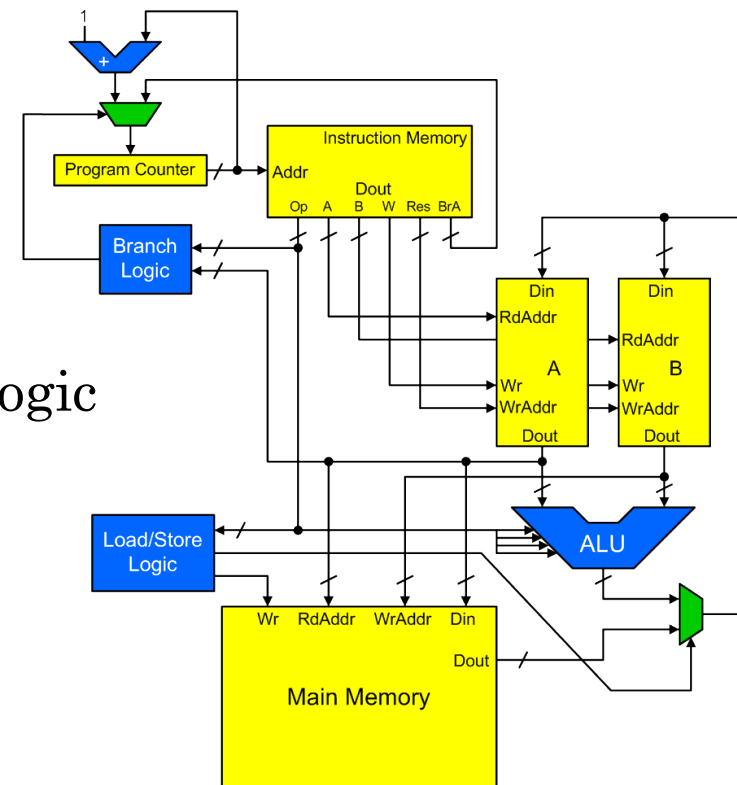 1
+
Program Counter
Instruction Memory
Addr
Dout
Op A B W Res BrA
Branch
Logic
Din
RdAddr
A
Wr
WrAddr
Dout
Din
RdAddr
B
Wr
WrAddr
Dout
ogic
ALU
Load/Store
Logic
Wr RdAddr WrAddr Din
Dout
Main Memory